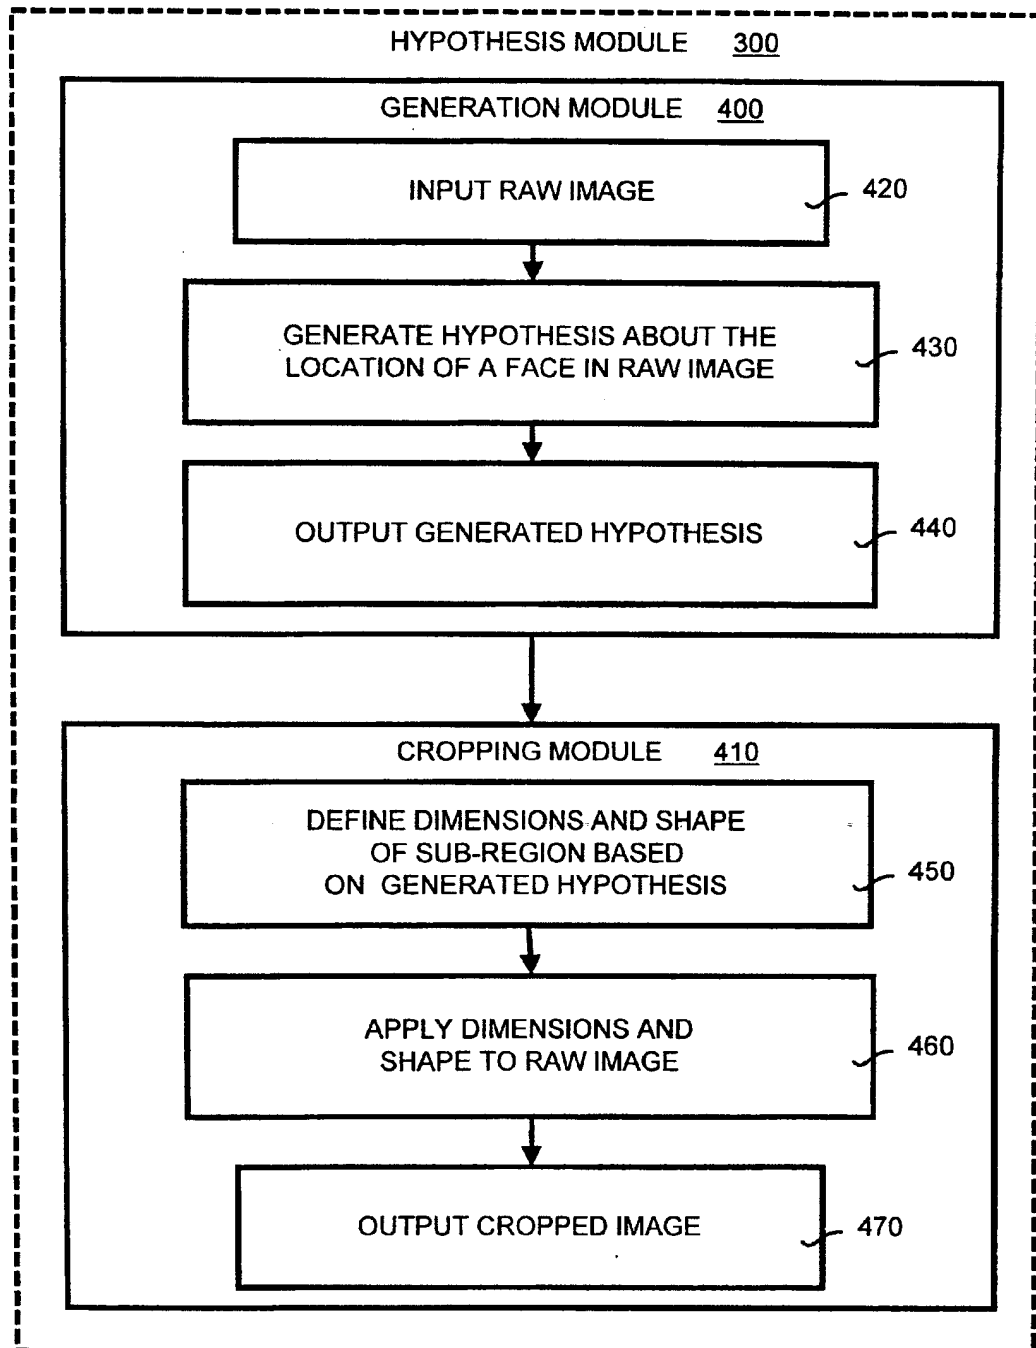 HYPOTHESIS MODULE 300
GENERATION MODULE 400
INPUT RAW IMAGE
420
GENERATE HYPOTHESIS ABOUT THE
LOCATION OF A FACE IN RAW IMAGE
430
OUTPUT GENERATED HYPOTHESIS
440
CROPPING MODULE 410
DEFINE DIMENSIONS AND SHAPE
OF SUB-REGION BASED
ON GENERATED HYPOTHESIS
450
APPLY DIMENSIONS AND
SHAPE TO RAW IMAGE
460
OUTPUT CROPPED IMAGE
470